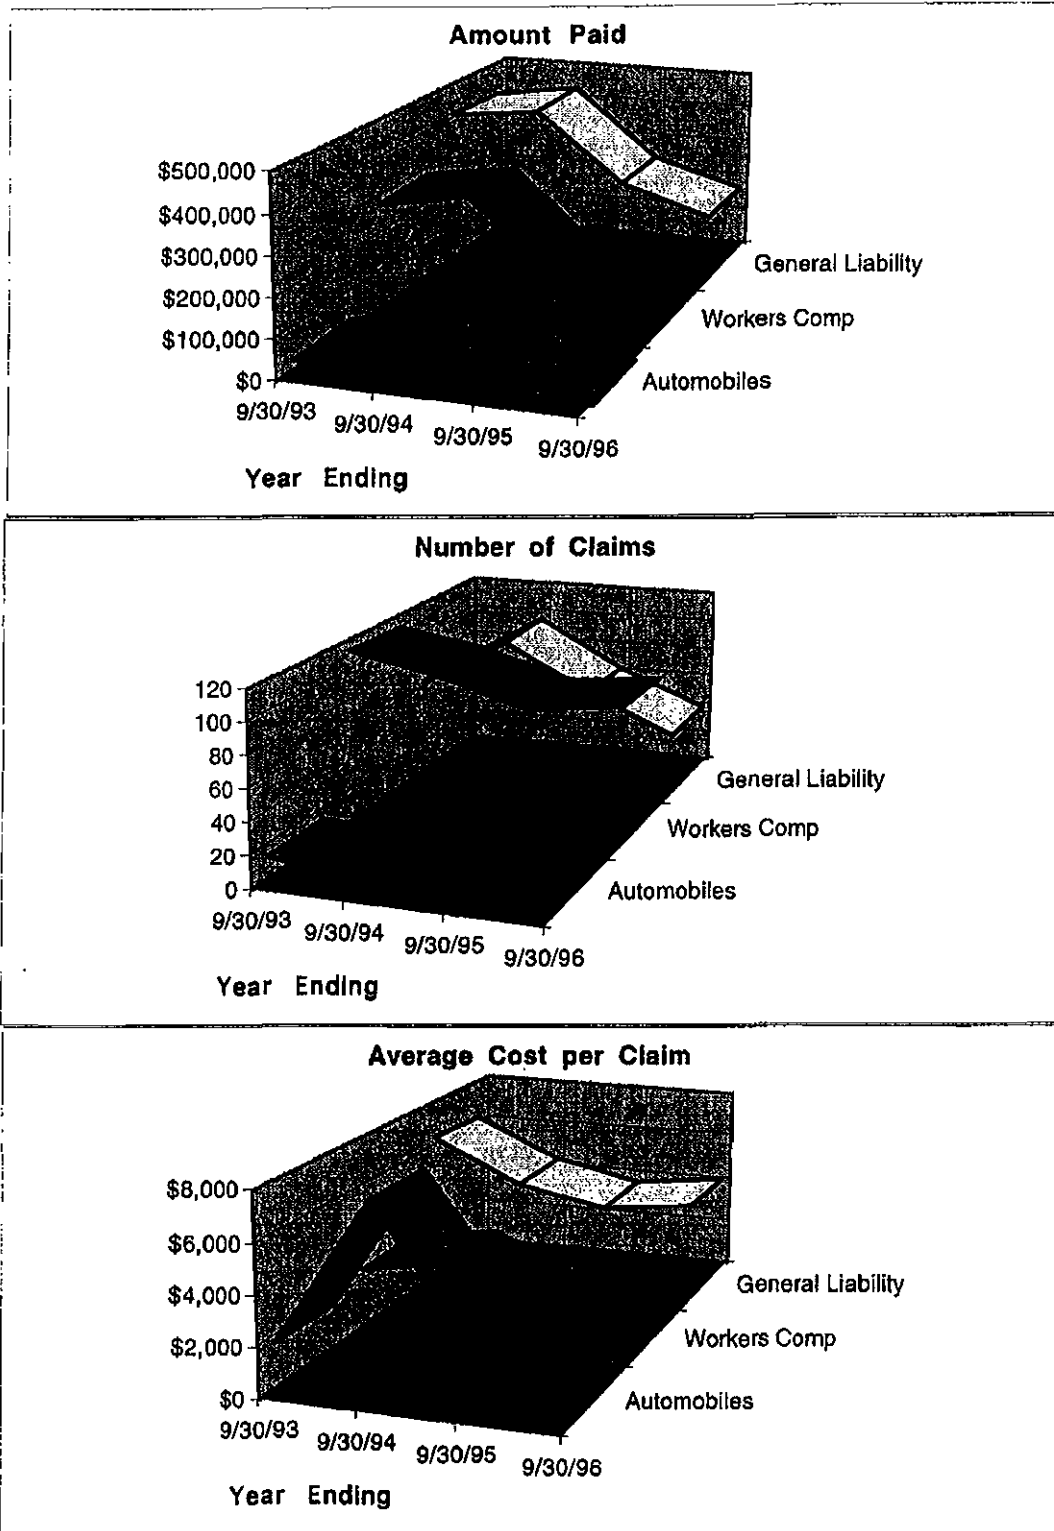 Amount Paid
$500,000
$400,000
$300,000
$200,000
$100,000
$0
9/30/93
9/30/94
9/30/95
9/30/96
General Liability
Workers Comp
Automobiles
Year Ending
Number of Claims
120
100
80
60
40
20
0
9/30/93
9/30/94
9/30/95
9/30/96
General Liability
Workers Comp
Automobiles
Year Ending
Average Cost per Claim
$8,000
$6,000
$4,000
$2,000
$0
9/30/93
9/30/94
9/30/95
9/30/96
General Liability
Workers Comp
Automobiles
Year Ending